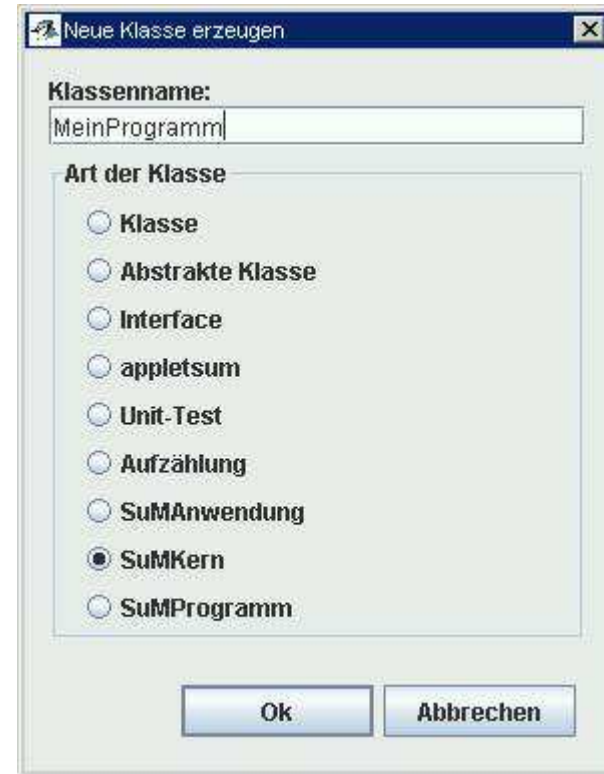 Neue Klasse erzeugen
Klassenname:
MeinProgramm
Art der Klasse
Klasse
Abstrakte Klasse
Interface
appletsum
Unit-Test
Aufzählung
SuMAnwendung
SuMKern
SuMProgramm
Ok Abbrechen